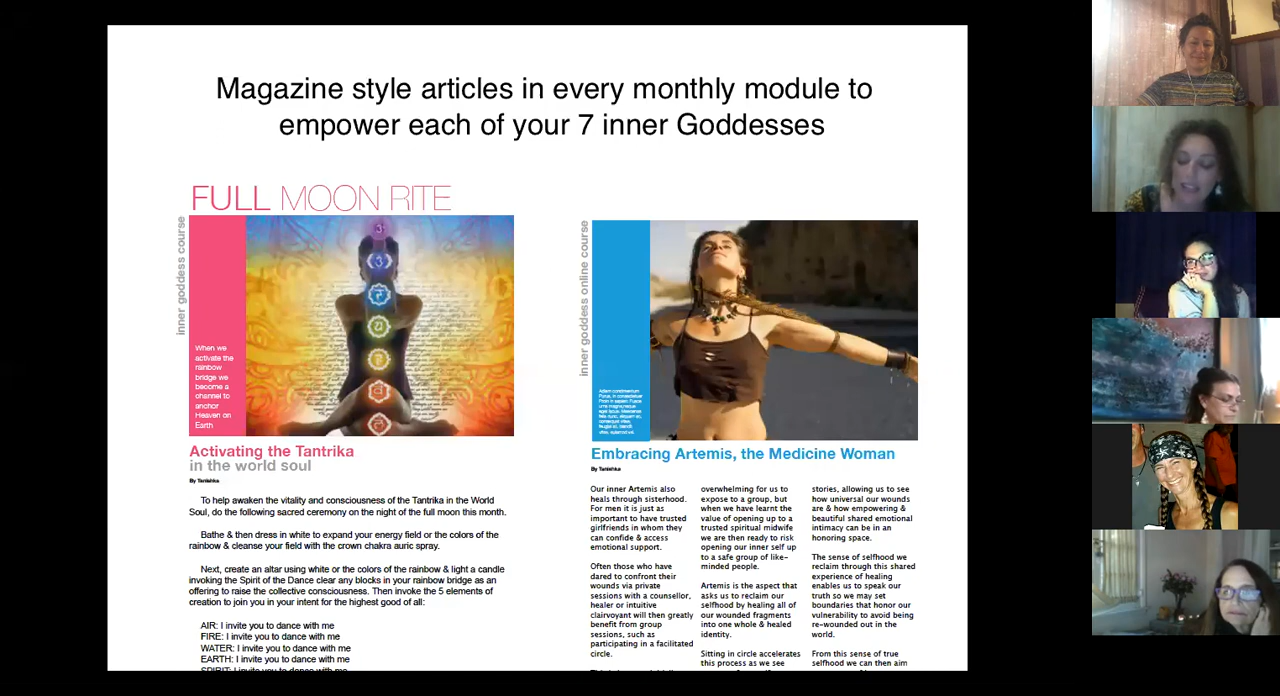 Magazine style articles in every monthly module to
empower each of your 7 inner Goddesses
FULL MOON RITE
inner goddess course
When we
activate the
rainbow
bridge we
become a
channel to
anchor
Heaven on
Earth
Activating the Tantrika
in the world soul
By Tanishka
To help awaken the vitality and consciousness of the Tantrika in the World
Soul, do the following sacred ceremony on the night of the full moon this month.
Bathe & then dress in white to expand your energy field or the colors of the
rainbow & cleanse your field with the crown chakra auric spray.
Next, create an altar using white or the colors of the rainbow & light a candle
invoking the Spirit of the Dance clear any blocks in your rainbow bridge as an
offering to raise the collective consciousness. Then invoke the 5 elements of
creation to join you in your intent for the highest good of all:
AIR: I invite you to dance with me
FIRE: I invite you to dance with me
WATER: I invite you to dance with me
EARTH: I invite you to dance with me
SPIRIT: I invite you to dance with me
inner goddess online course
Embracing Artemis, the Medicine Woman
By Tanishka
Our inner Artemis also
heals through sisterhood.
For men it is just as
important to have trusted
girlfriends in whom they
can confide & access
emotional support.
Often those who have
dared to confront their
wounds via private
sessions with a counsellor,
healer or intuitive
clairvoyant will then greatly
benefit from group
sessions, such as
participating in a facilitated
circle.
overwhelming for us to
expose to a group, but
when we have learnt the
value of opening up to a
trusted spiritual midwife
we are then ready to risk
opening our inner self up
to a safe group of like-
minded people.
Artemis is the aspect that
asks us to reclaim our
selfhood by healing all of
our wounded fragments
into one whole & healed
identity.
Sitting in circle accelerates
this process as we see
stories, allowing us to see
how universal our wounds
are & how empowering &
beautiful shared emotional
intimacy can be in an
honoring space.
The sense of selfhood we
reclaim through this shared
experience of healing
enables us to speak our
truth so we may set
boundaries that honor our
vulnerability to avoid being
re-wounded out in the
world.
From this sense of true
selfhood we can then aim